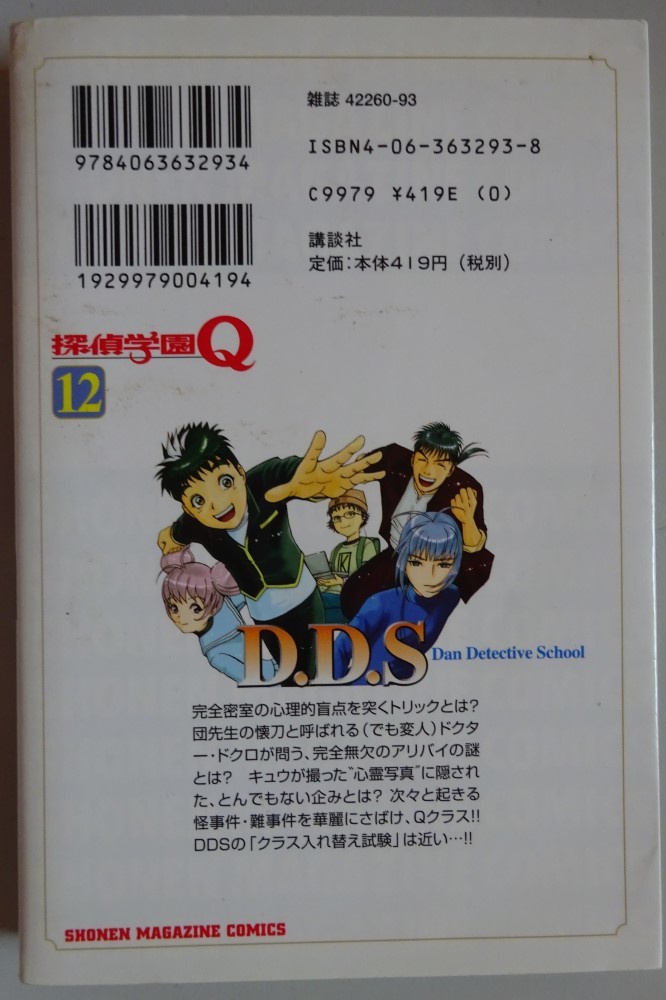 9784063632934
1929979004194
雑誌 42260-93
ISBN4-06-363293-8
C9979 ¥419E (0)
講談社
定価:本体419円(税別)
探偵学園Q
12
D.D.S
Dan Detective School
完全密室の心理的盲点を突くトリックとは?
団先生の懐刀と呼ばれる(でも変人)ドクタ
ー・ドクロが問う、完全無欠のアリバイの謎
とは? キュウが撮った“心霊写真”に隠され
た、とんでもない企みとは? 次々と起きる
怪事件・難事件を華麗にさばけ、Qクラス!!
DDSの「クラス入れ替え試験」は近い…!!
SHONEN MAGAZINE COMICS